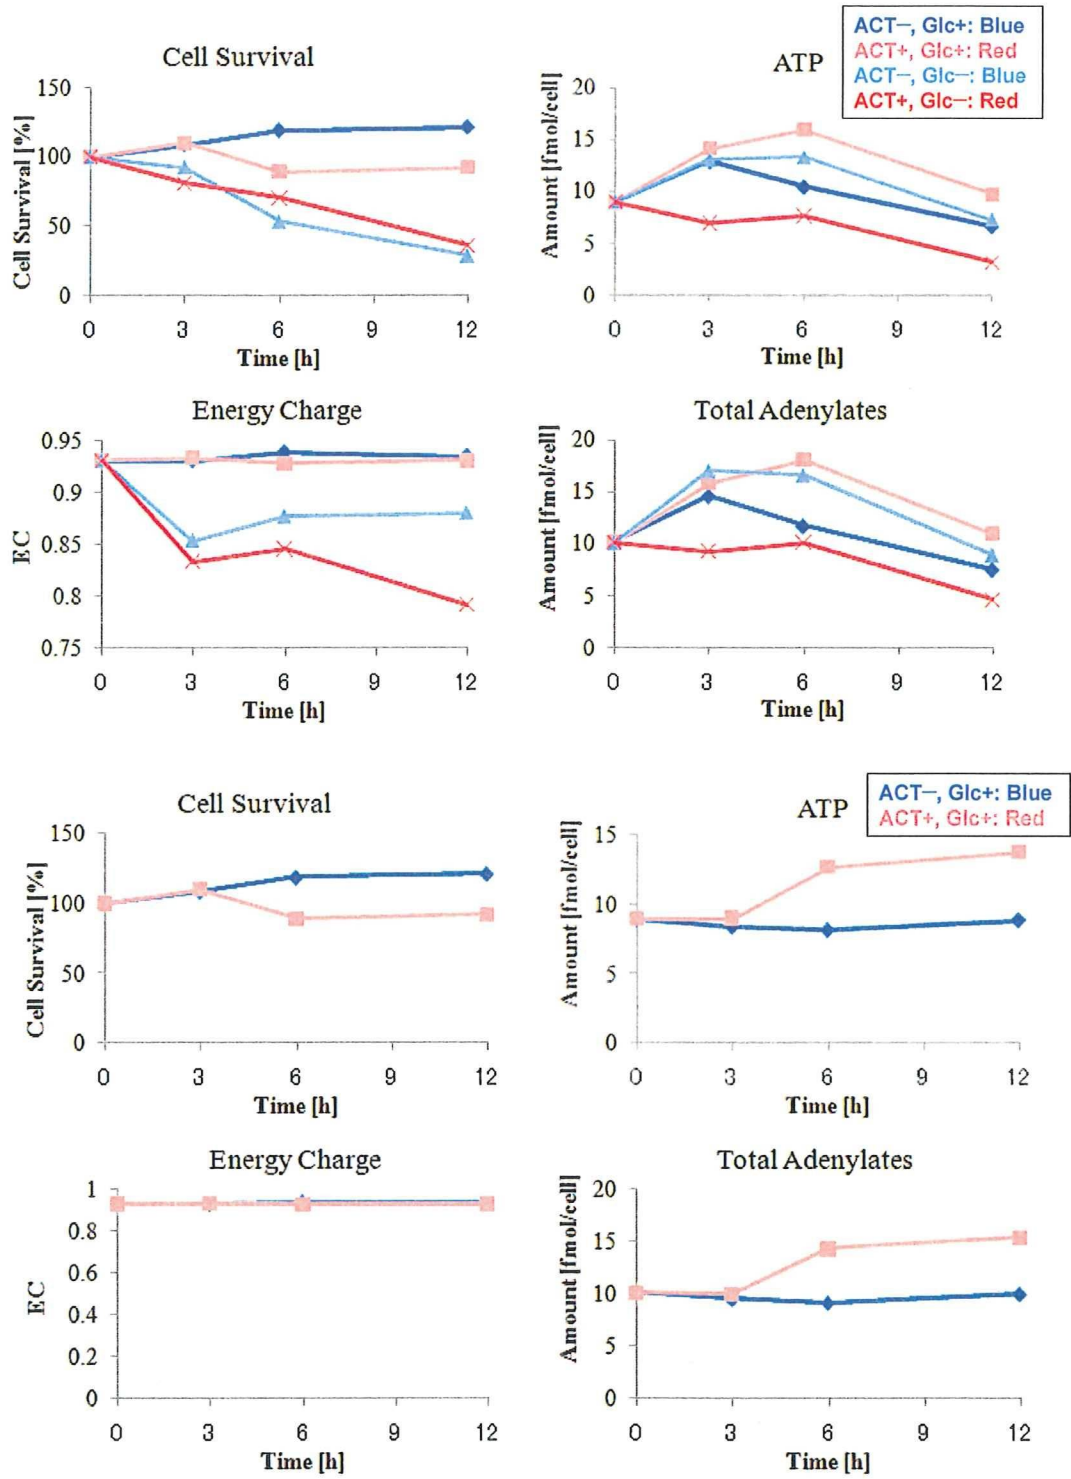 ACT−, Glc+: Blue
ACT+, Glc+: Red
ACT−, Glc−: Blue
ACT+, Glc−: Red
Cell Survival
Cell Survival [%]
150
100
50
0
0 3 6 9 12
Time [h]
ATP
Amount [fmol/cell]
20
15
10
5
0
0 3 6 9 12
Time [h]
Energy Charge
EC
0.95
0.9
0.85
0.8
0.75
0 3 6 9 12
Time [h]
Total Adenylates
Amount [fmol/cell]
20
15
10
5
0
0 3 6 9 12
Time [h]
ACT−, Glc+: Blue
ACT+, Glc+: Red
Cell Survival
Cell Survival [%]
150
100
50
0
0 3 6 9 12
Time [h]
ATP
Amount [fmol/cell]
15
10
5
0
0 3 6 9 12
Time [h]
Energy Charge
EC
1
0.8
0.6
0.4
0.2
0
0 3 6 9 12
Time [h]
Total Adenylates
Amount [fmol/cell]
20
15
10
5
0
0 3 6 9 12
Time [h]